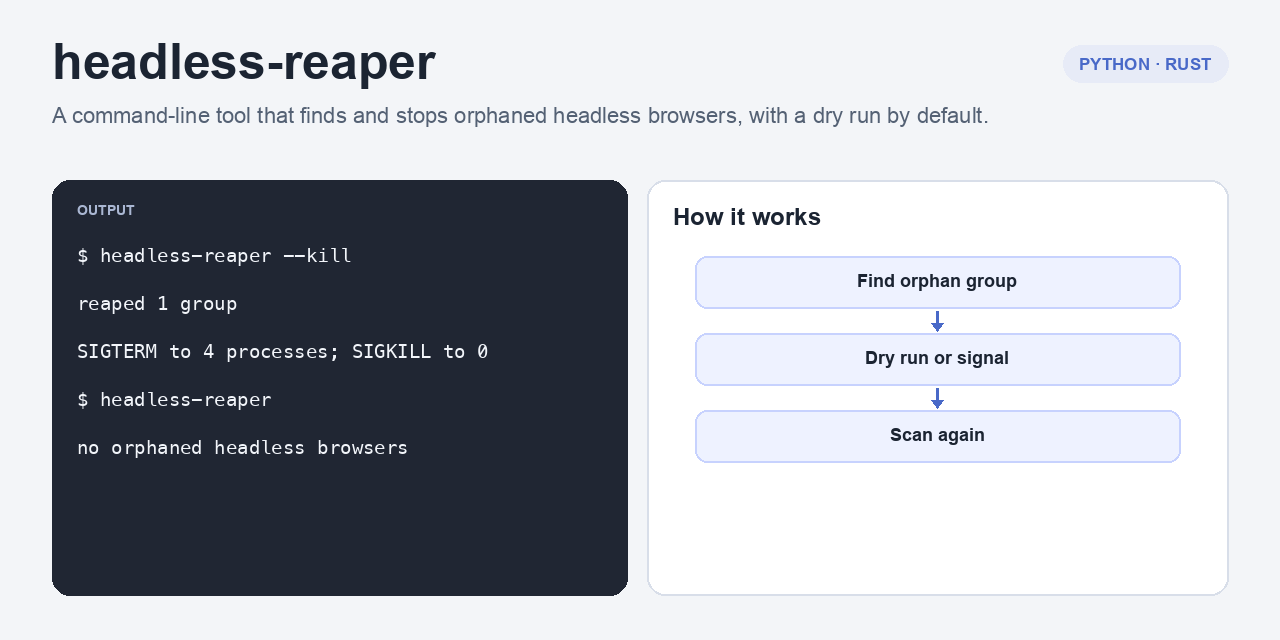 headless-reaper
PYTHON · RUST
A command-line tool that finds and stops orphaned headless browsers, with a dry run by default.
OUTPUT
$ headless-reaper --kill
reaped 1 group
SIGTERM to 4 processes; SIGKILL to 0
$ headless-reaper
no orphaned headless browsers
How it works
Find orphan group
Dry run or signal
Scan again